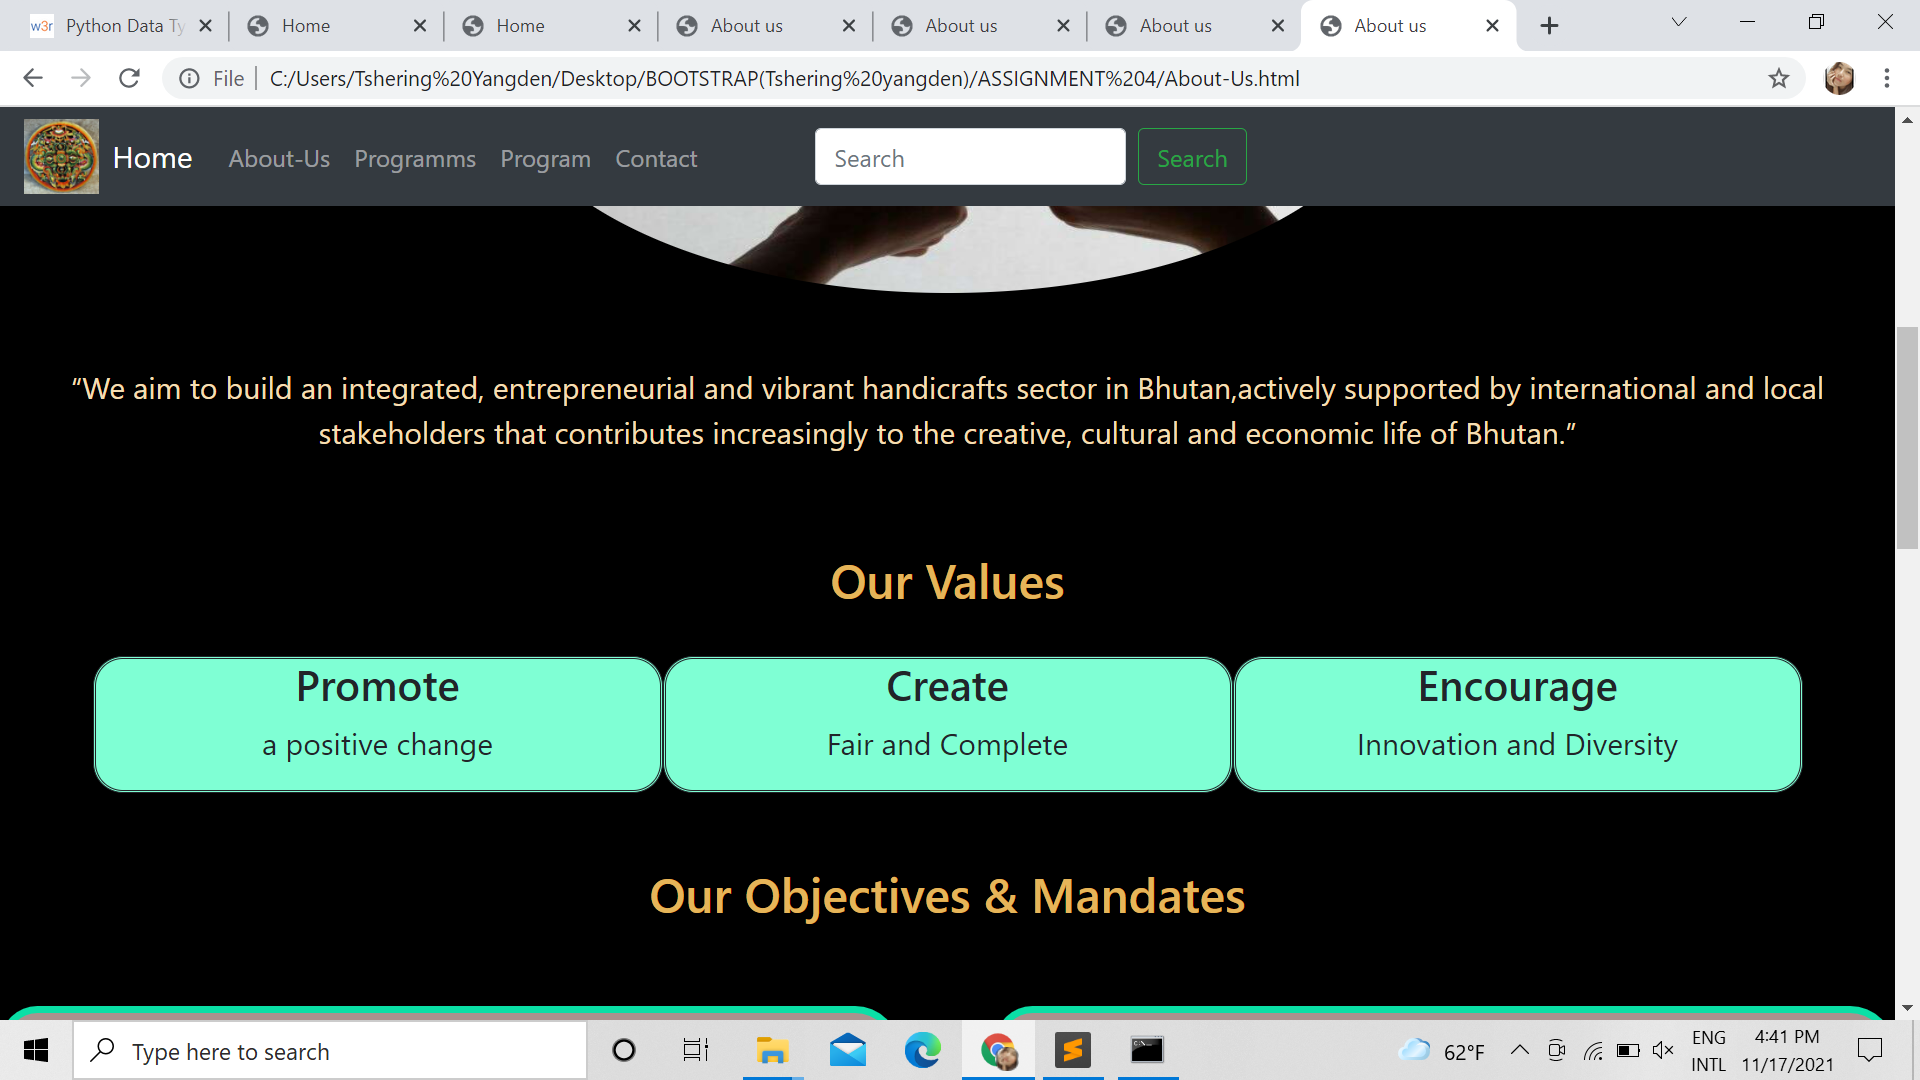 w3r Python Data Ty
Home
Home
About us
About us
About us
About us
File C:/Users/Tshering%20Yangden/Desktop/BOOTSTRAP(Tshering%20yangden)/ASSIGNMENT%204/About-Us.html
Home About-Us Programms Program Contact Search Search
“We aim to build an integrated, entrepreneurial and vibrant handicrafts sector in Bhutan,actively supported by international and local
stakeholders that contributes increasingly to the creative, cultural and economic life of Bhutan.”
Our Values
Promote
a positive change
Create
Fair and Complete
Encourage
Innovation and Diversity
Our Objectives & Mandates
Type here to search
62°F
ENG
INTL
4:41 PM
11/17/2021